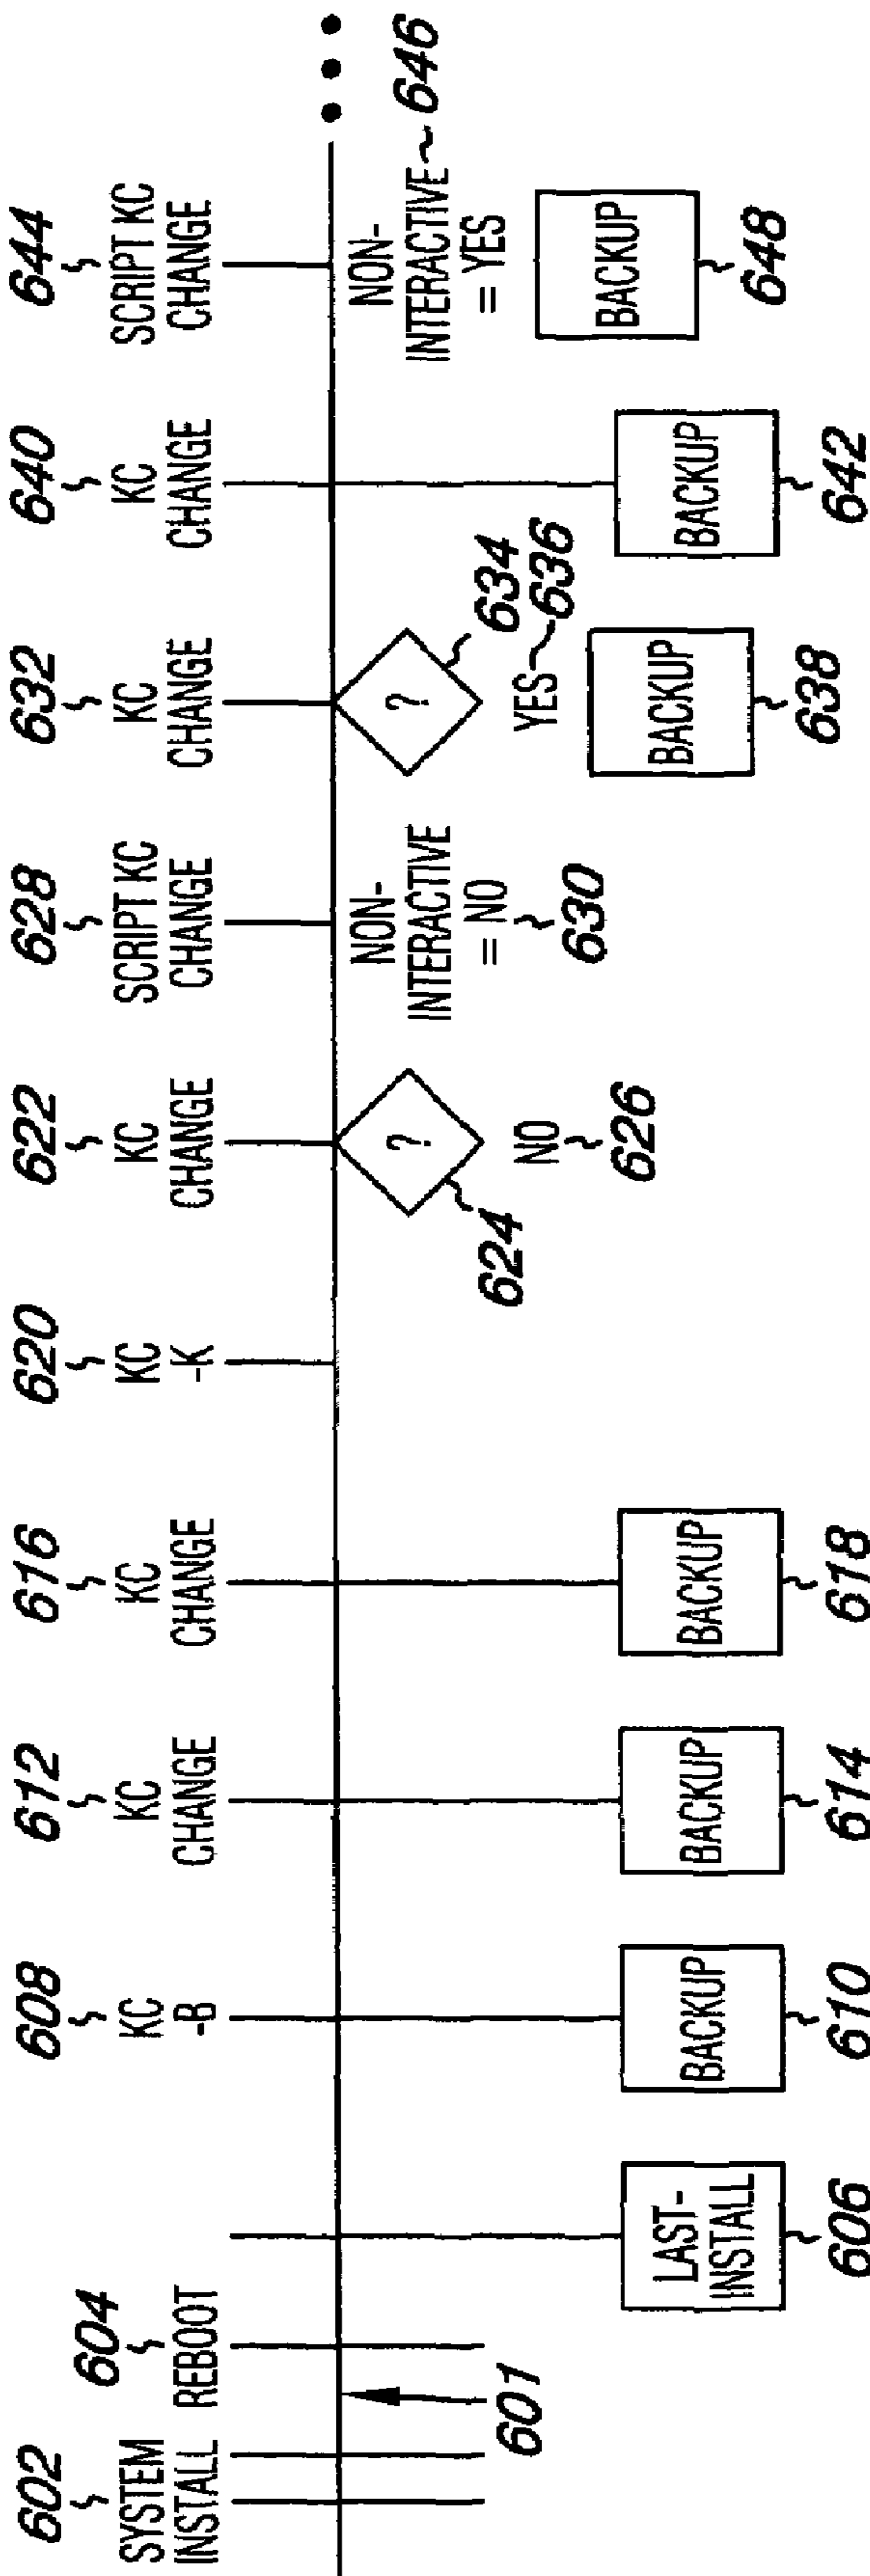 602
SYSTEM
INSTALL
604
REBOOT
601
LAST-
INSTALL
606
608
KC
-B
BACKUP
610
612
KC
CHANGE
BACKUP
614
616
KC
CHANGE
BACKUP
618
620
KC
-K
622
KC
CHANGE
?
624
NO
626
628
SCRIPT KC
CHANGE
NON-
INTERACTIVE
= NO
630
632
KC
CHANGE
?
634
YES
636
BACKUP
638
640
KC
CHANGE
BACKUP
642
644
SCRIPT KC
CHANGE
NON-
INTERACTIVE
646
= YES
BACKUP
648